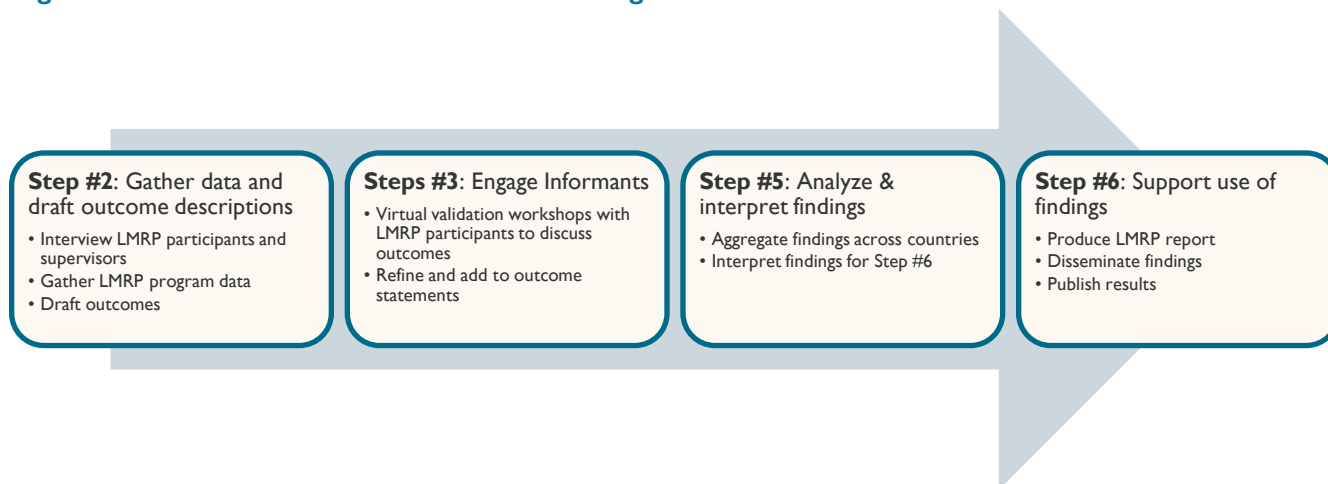 Step #2: Gather data and
draft outcome descriptions
• Interview LMRP participants and
supervisors
• Gather LMRP program data
• Draft outcomes
Steps #3: Engage Informants
• Virtual validation workshops with
LMRP participants to discuss
outcomes
• Refine and add to outcome
statements
Step #5: Analyze &
interpret findings
• Aggregate findings across countries
• Interpret findings for Step #6
Step #6: Support use of
findings
• Produce LMRP report
• Disseminate findings
• Publish results